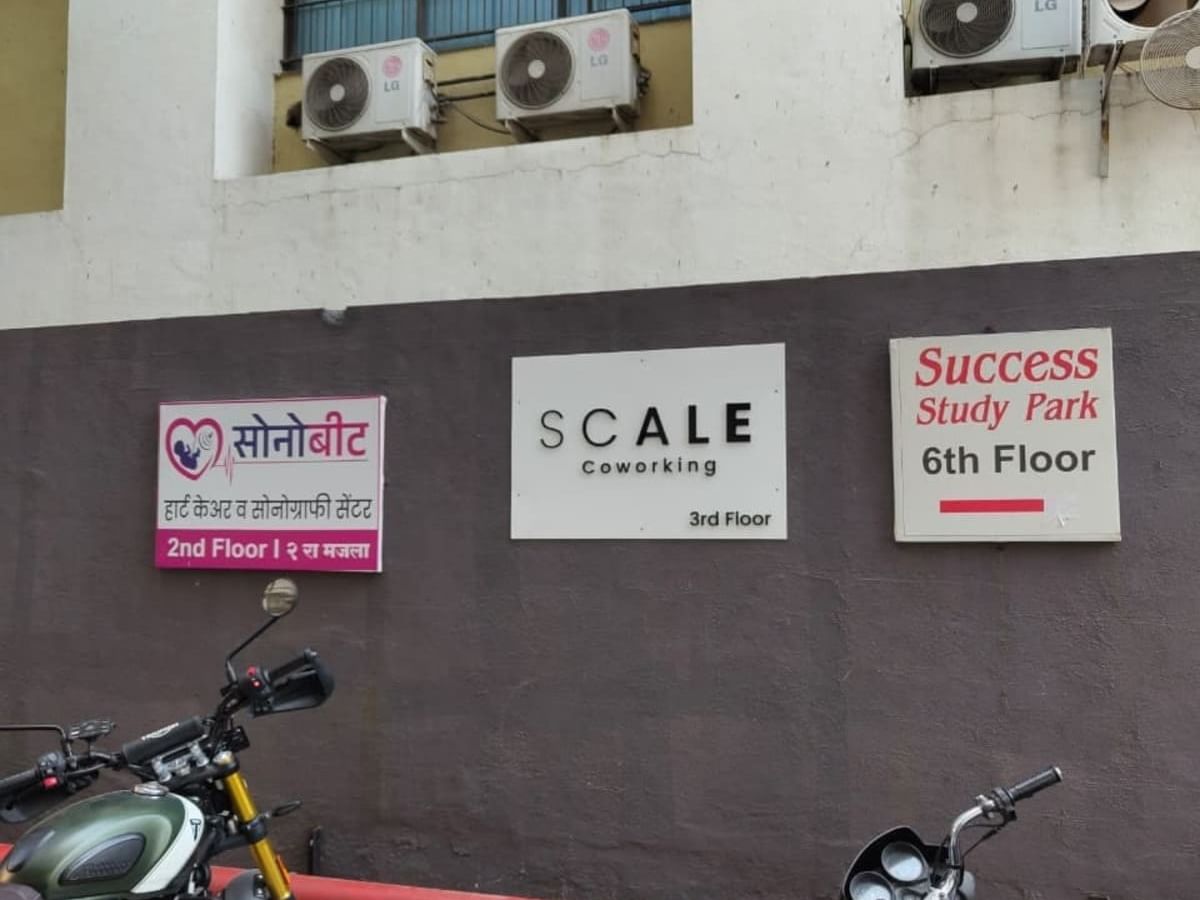 LG
LG
LG
सोनोबीट
हार्ट केअर व सोनोग्राफी सेंटर
2nd Floor I २ रा मजला
SCALE
Coworking
3rd Floor
Success
Study Park
6th Floor